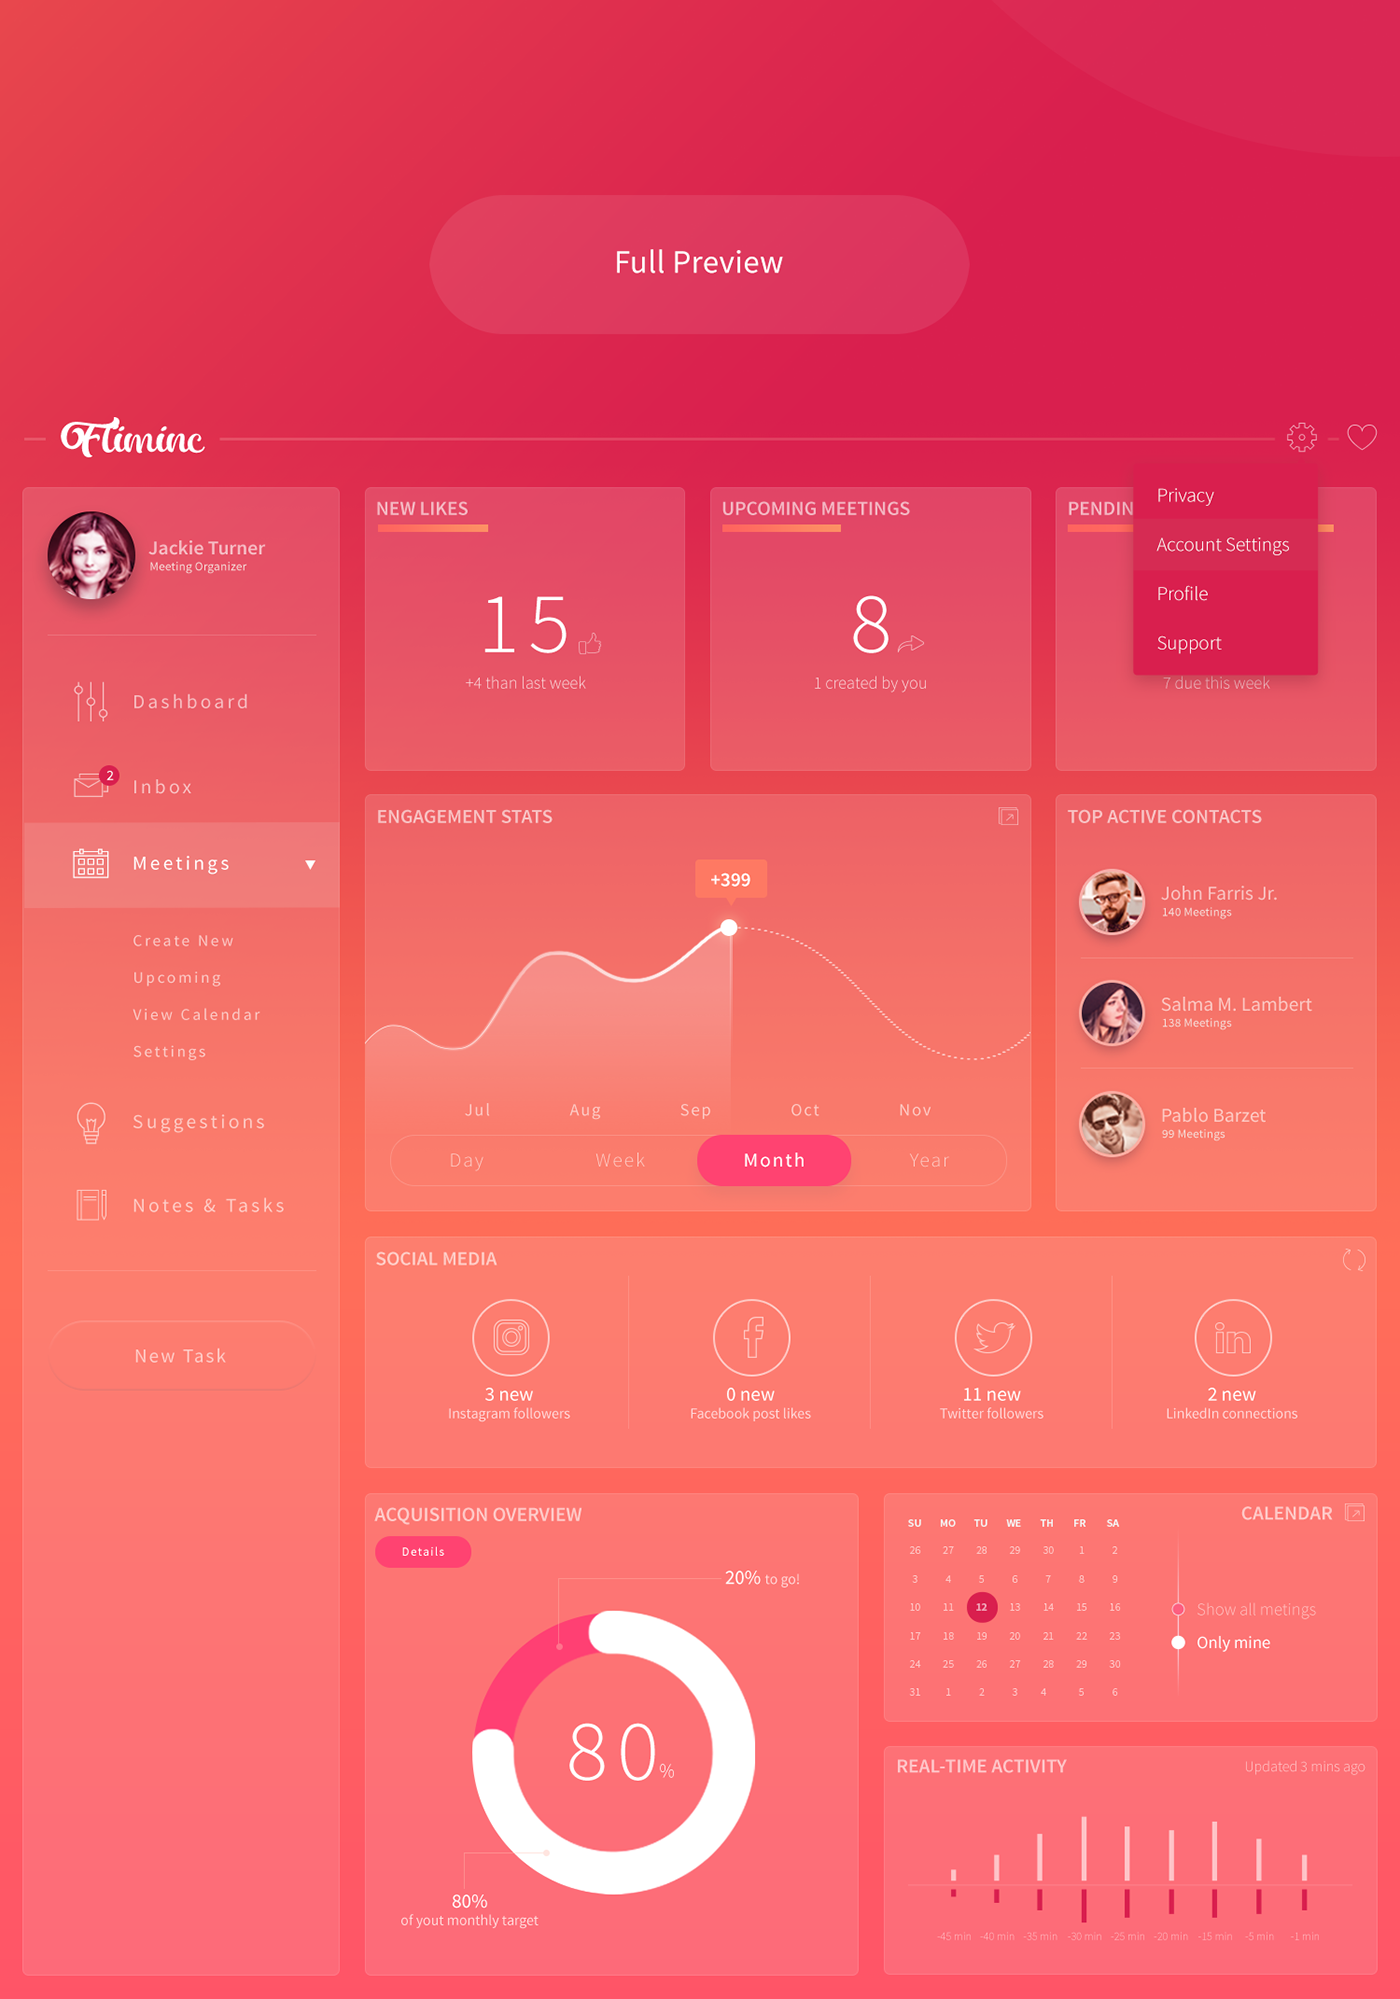 Full Preview
Fliminc
Jackie Turner
Meeting Organizer
Dashboard
2
Inbox
Meetings
Create New
Upcoming
View Calendar
Settings
Suggestions
Notes & Tasks
New Task
NEW LIKES
15
+4 than last week
UPCOMING MEETINGS
8
1 created by you
PENDIN
7 due this week
Privacy
Account Settings
Profile
Support
ENGAGEMENT STATS
+399
Jul Aug Sep Oct Nov
Day Week Month Year
TOP ACTIVE CONTACTS
John Farris Jr.
140 Meetings
Salma M. Lambert
138 Meetings
Pablo Barzet
99 Meetings
SOCIAL MEDIA
f
in
3 new
Instagram followers
0 new
Facebook post likes
11 new
Twitter followers
2 new
LinkedIn connections
ACQUISITION OVERVIEW
Details
20% to go!
80%
80%
of yout monthly target
CALENDAR
SU MO TU WE TH FR SA
26 27 28 29 30 1 2
3 4 5 6 7 8 9
10 11 12 13 14 15 16
17 18 19 20 21 22 23
24 25 26 27 28 29 30
31 1 2 3 4 5 6
Show all metings
Only mine
REAL-TIME ACTIVITY
Updated 3 mins ago
-45 min -40 min -35 min -30 min -25 min -20 min -15 min -5 min -1 min